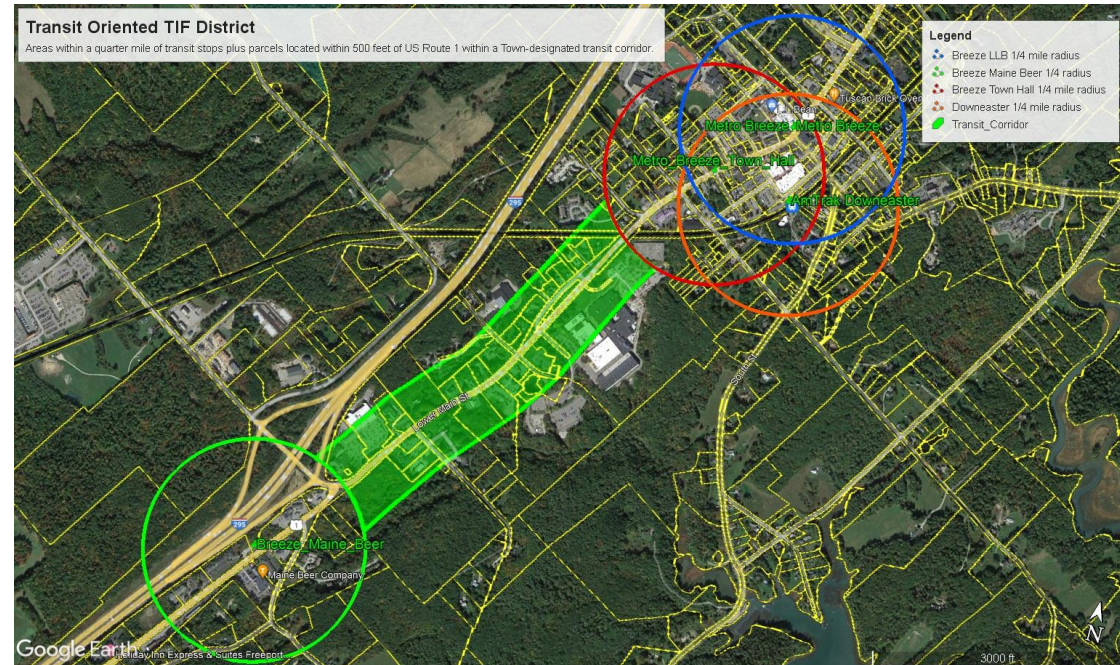 Transit Oriented TIF District
Areas within a quarter mile of transit stops plus parcels located within 500 feet of US Route 1 within a Town-designated transit corridor.
Legend
Breeze LLB 1/4 mile radius
Breeze Maine Beer 1/4 radius
Breeze Town Hall 1/4 mile radius
Downeaster 1/4 mile radius
Transit_Corridor
Tuscan Brick Oven
Bean
Metro Breeze
Metro Breeze
Metro_Breeze_Town_Hall
AmTrak Downeaster
295
South St
Lower Main St
295
1
Breeze_Maine_Beer
Maine Beer Company
Google Earth
Holiday Inn Express & Suites Freeport
3000 ft
N